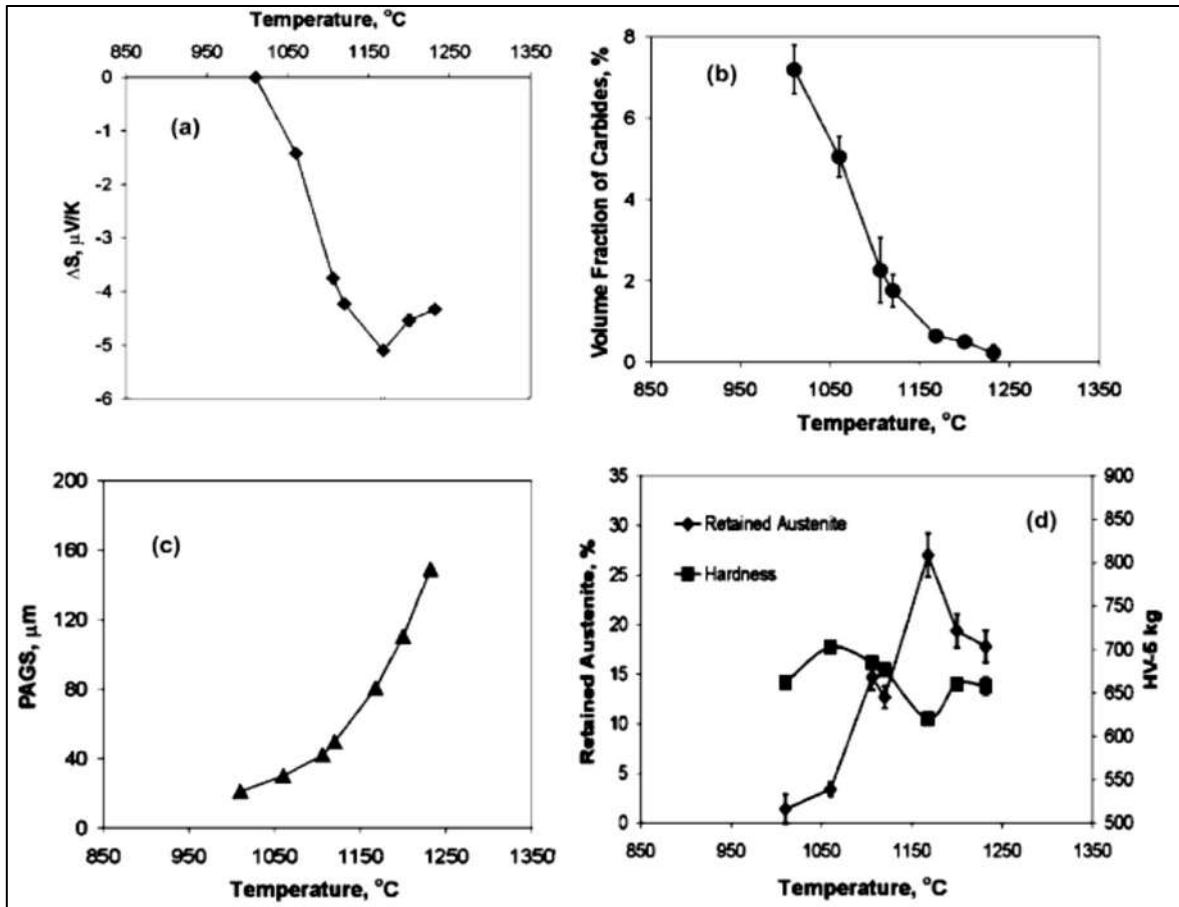 Temperature, °C
850 950 1050 1150 1250 1350
0
-1
-2
-3
-4
-5
-6
ΔS, μV/K
(a)
8
6
4
2
0
Volume Fraction of Carbides, %
(b)
850 950 1050 1150 1250 1350
Temperature, °C
200
160
120
80
40
0
PAGS, μm
(c)
850 950 1050 1150 1250 1350
Temperature, °C
35
30
25
20
15
10
5
0
Retained Austenite, %
Retained Austenite
Hardness
(d)
900
850
800
750
700
650
600
550
500
HV-5 kg
850 950 1050 1150 1250 1350
Temperature, °C